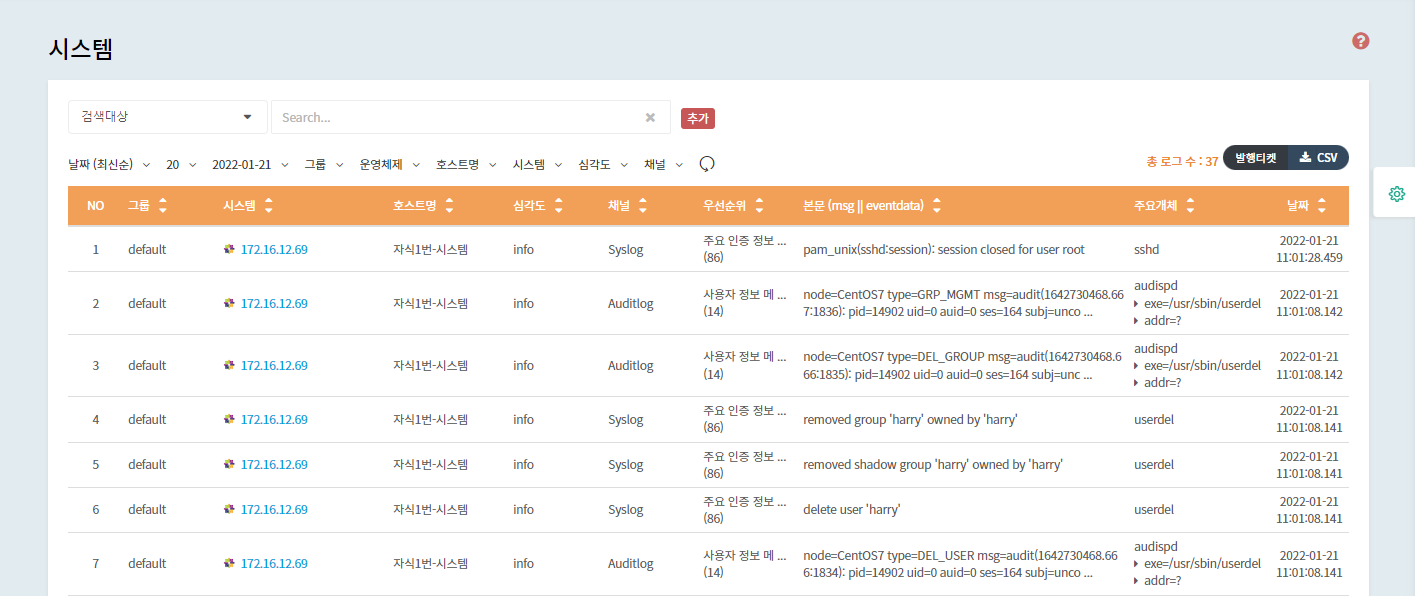 시스템
검색대상 Search... 추가
날짜 (최신순) 20 2022-01-21 그룹 운영체제 호스트명 시스템 심각도 채널 총 로그 수 : 37 발행티켓 CSV
NO 그룹 시스템 호스트명 심각도 채널 우선순위 본문 (msg || eventdata) 주요개체 날짜
1 default 172.16.12.69 자식1번-시스템 info Syslog 주요 인증 정보 ... (86) pam_unix(sshd:session): session closed for user root sshd 2022-01-21 11:01:28.459
2 default 172.16.12.69 자식1번-시스템 info Auditlog 사용자 정보 메 ... (14) node=CentOS7 type=GRP_MGMT msg=audit(1642730468.66
7:1836): pid=14902 uid=0 auid=0 ses=164 subj=unco ... audispd
exe=/usr/sbin/userdel
addr=? 2022-01-21 11:01:08.142
3 default 172.16.12.69 자식1번-시스템 info Auditlog 사용자 정보 메 ... (14) node=CentOS7 type=DEL_GROUP msg=audit(1642730468.6
66:1835): pid=14902 uid=0 auid=0 ses=164 subj=unc ... audispd
exe=/usr/sbin/userdel
addr=? 2022-01-21 11:01:08.142
4 default 172.16.12.69 자식1번-시스템 info Syslog 주요 인증 정보 ... (86) removed group 'harry' owned by 'harry' userdel 2022-01-21 11:01:08.141
5 default 172.16.12.69 자식1번-시스템 info Syslog 주요 인증 정보 ... (86) removed shadow group 'harry' owned by 'harry' userdel 2022-01-21 11:01:08.141
6 default 172.16.12.69 자식1번-시스템 info Syslog 주요 인증 정보 ... (86) delete user 'harry' userdel 2022-01-21 11:01:08.141
7 default 172.16.12.69 자식1번-시스템 info Auditlog 사용자 정보 메 ... (14) node=CentOS7 type=DEL_USER msg=audit(1642730468.66
6:1834): pid=14902 uid=0 auid=0 ses=164 subj=unco ... audispd
exe=/usr/sbin/userdel
addr=? 2022-01-21 11:01:08.141